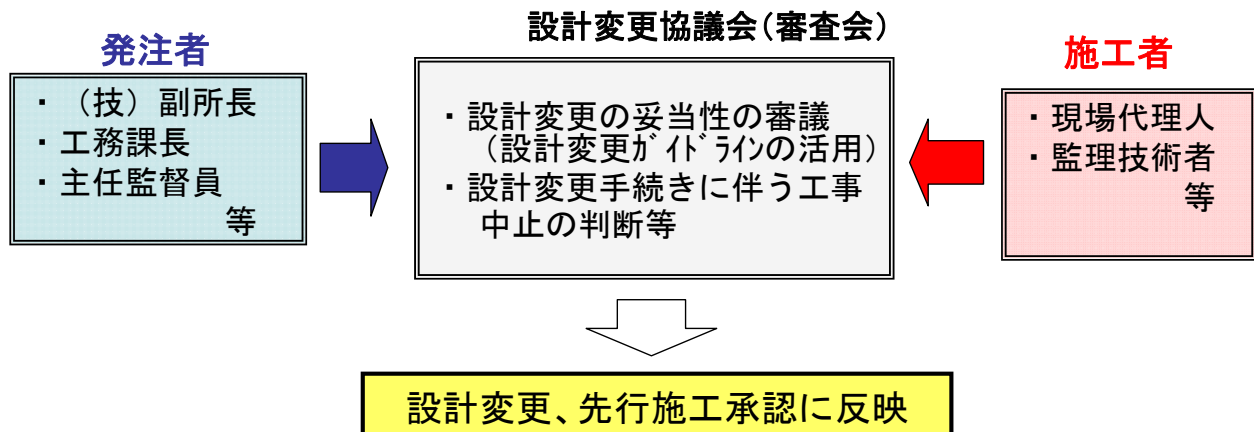 設計変更協議会(審査会)
発注者
・（技）副所長
・工務課長
・主任監督員
等
・設計変更の妥当性の審議
（設計変更ｶﾞｲﾄﾞﾗｲﾝの活用）
・設計変更手続きに伴う工事
中止の判断等
施工者
・現場代理人
・監理技術者
等
設計変更、先行施工承認に反映